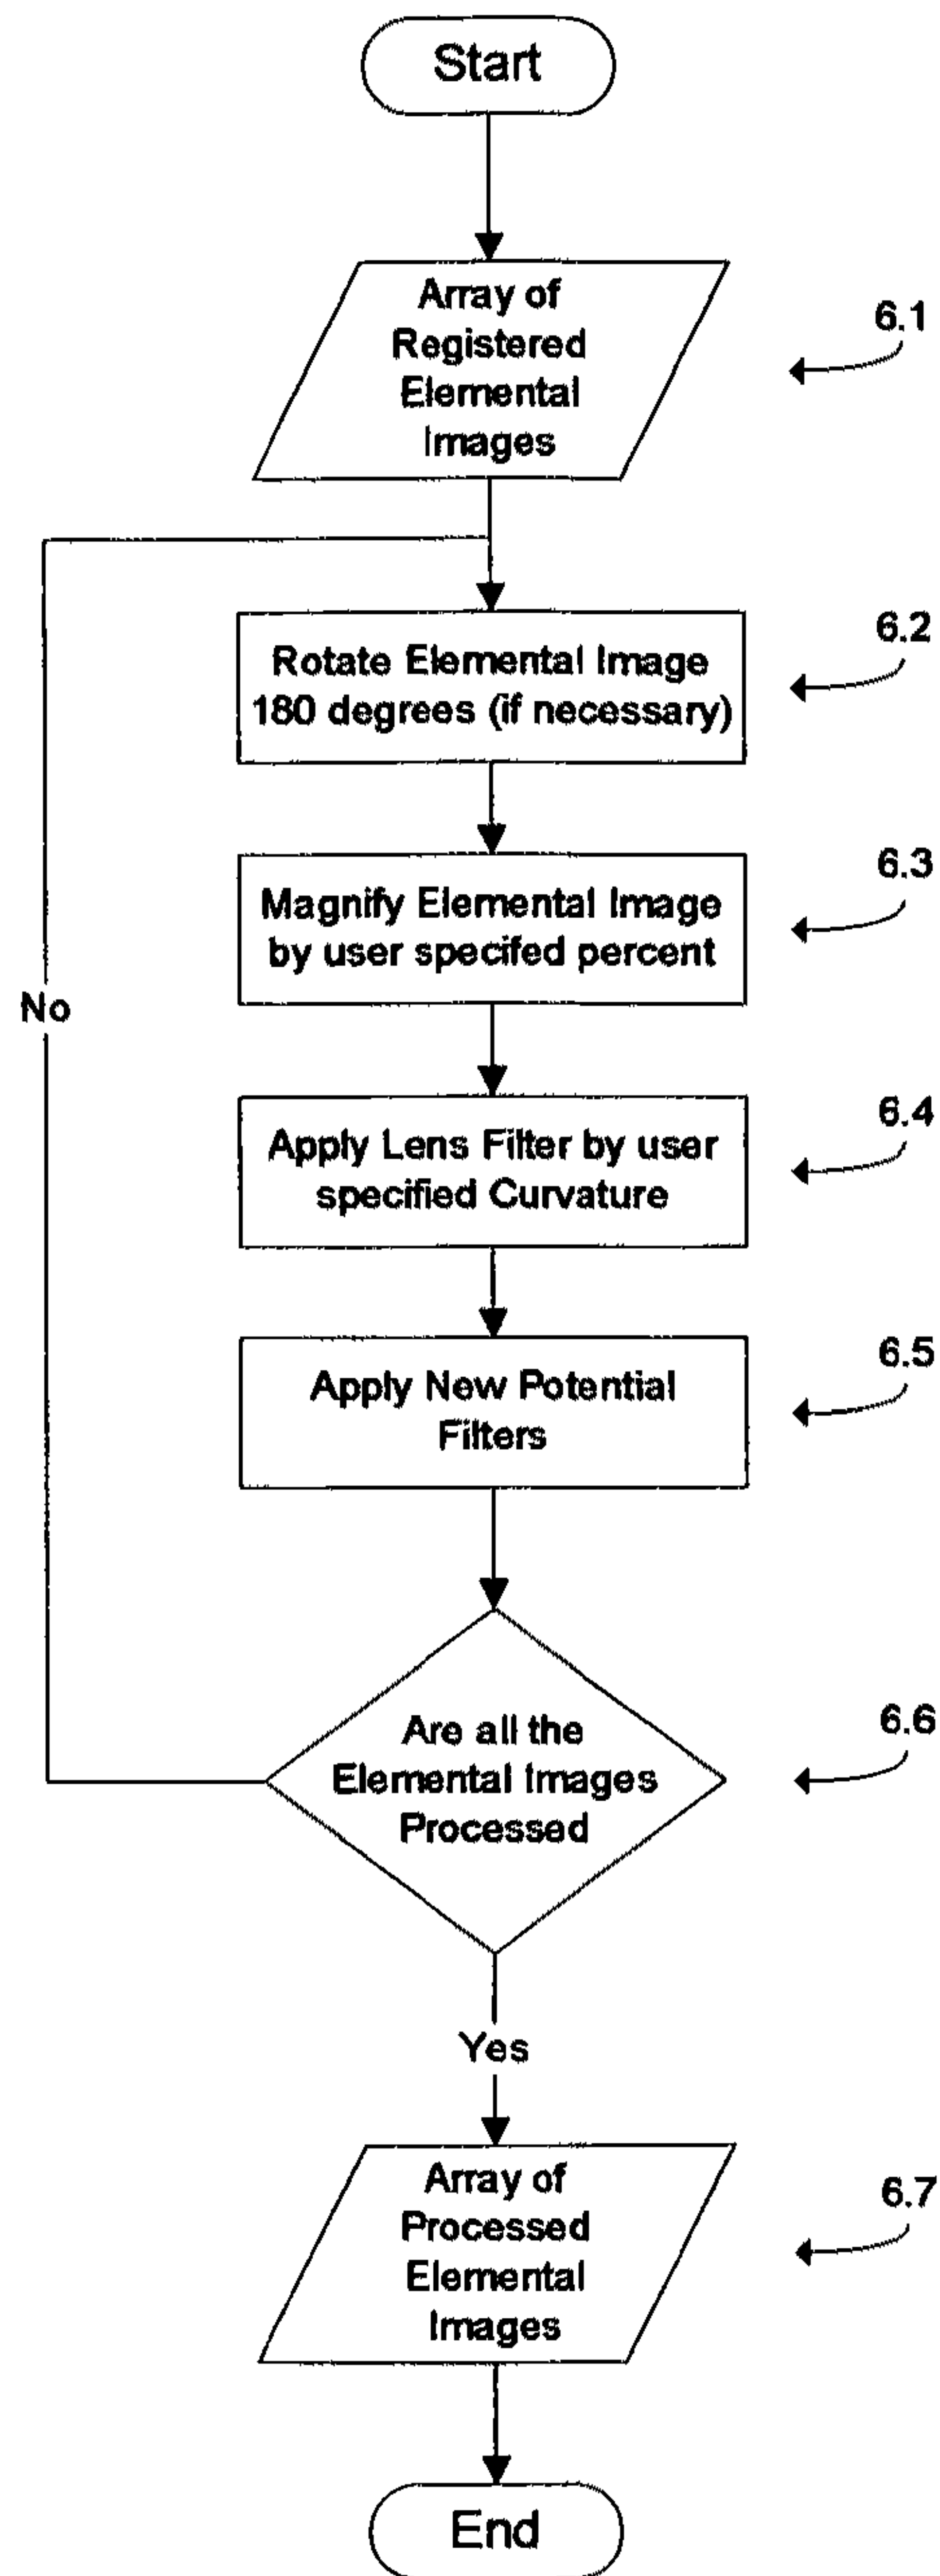 Start
Array of
Registered
Elemental
Images
6.1
Rotate Elemental Image
180 degrees (if necessary)
6.2
Magnify Elemental Image
by user specifed percent
6.3
No
Apply Lens Filter by user
specified Curvature
6.4
Apply New Potential
Filters
6.5
Are all the
Elemental Images
Processed
6.6
Yes
Array of
Processed
Elemental
Images
6.7
End